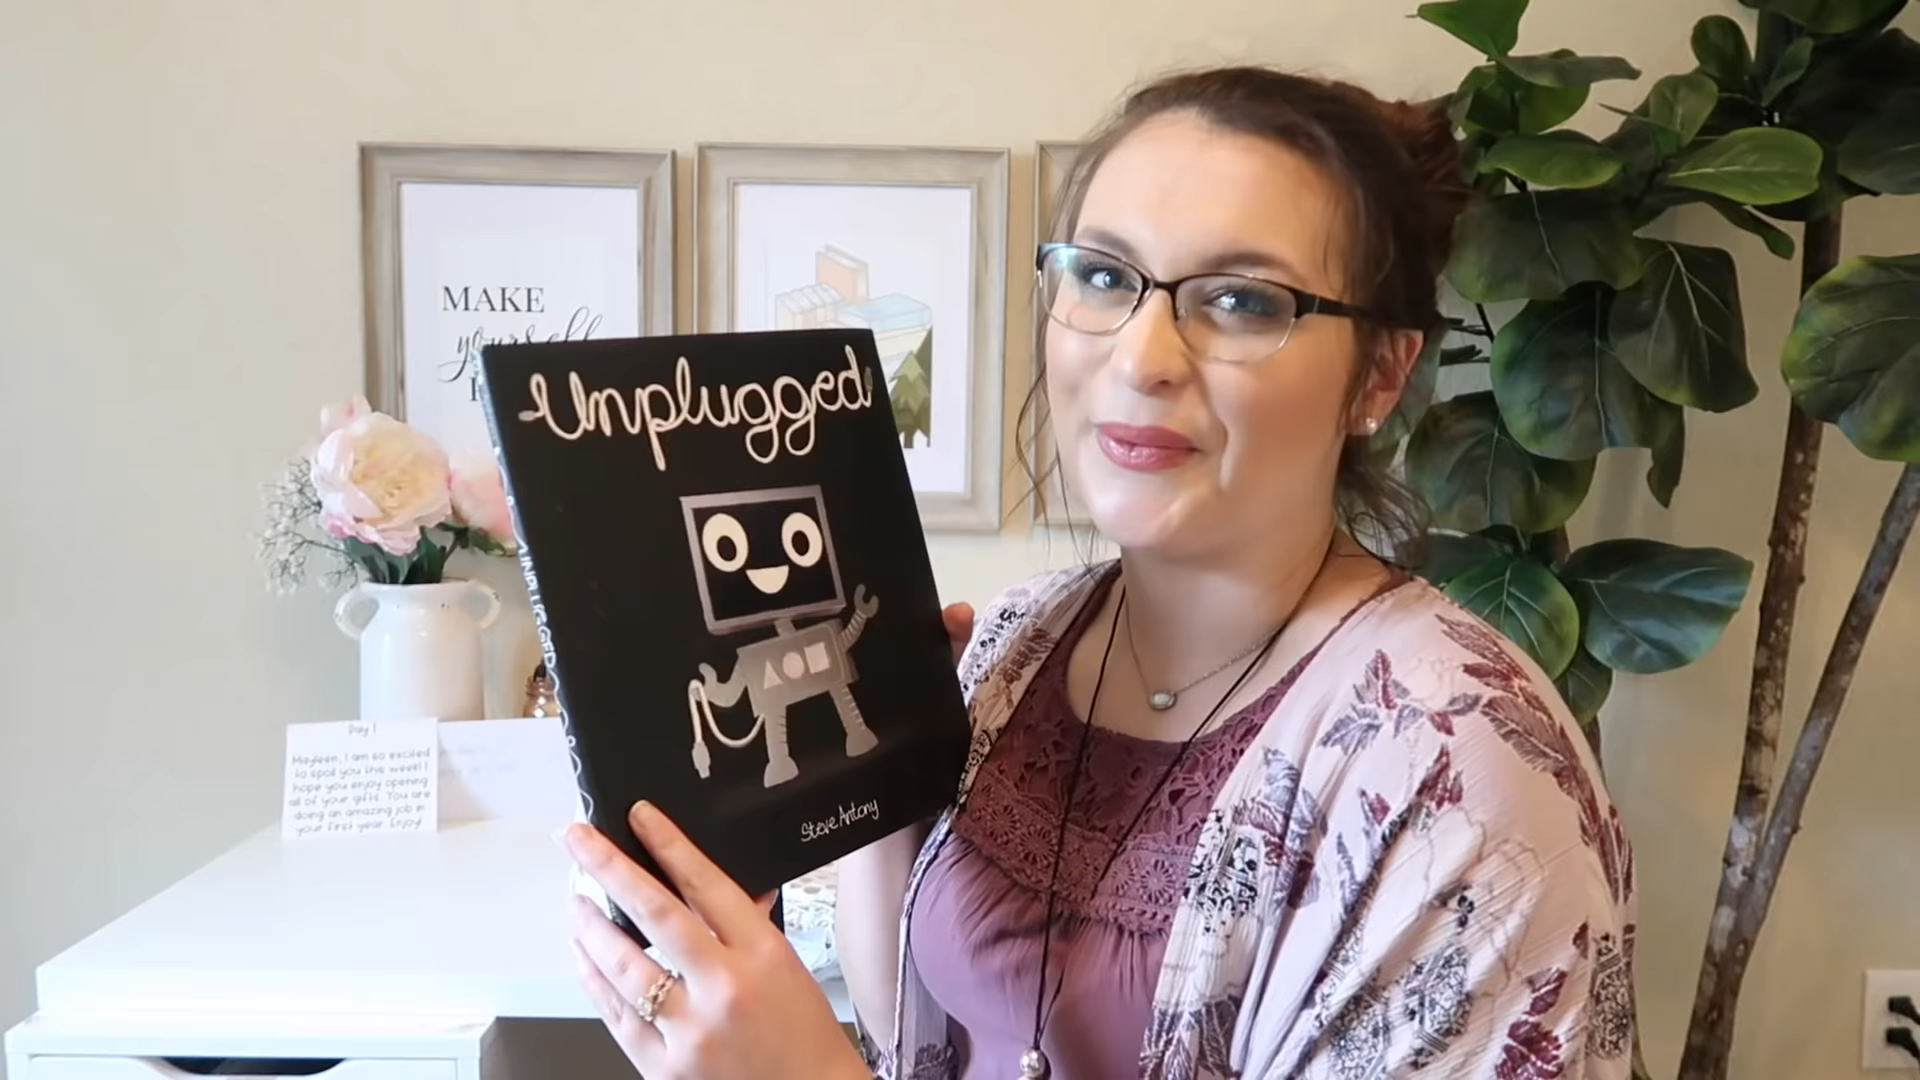 MAKE
yourself
Unplugged
UNPLUGGED
Steve Antony
Day 1
Mayleen, I am so excited
to spoil you this week! I
hope you enjoy opening
all of your gifts. You are
doing an amazing job in
your first year. Enjoy!